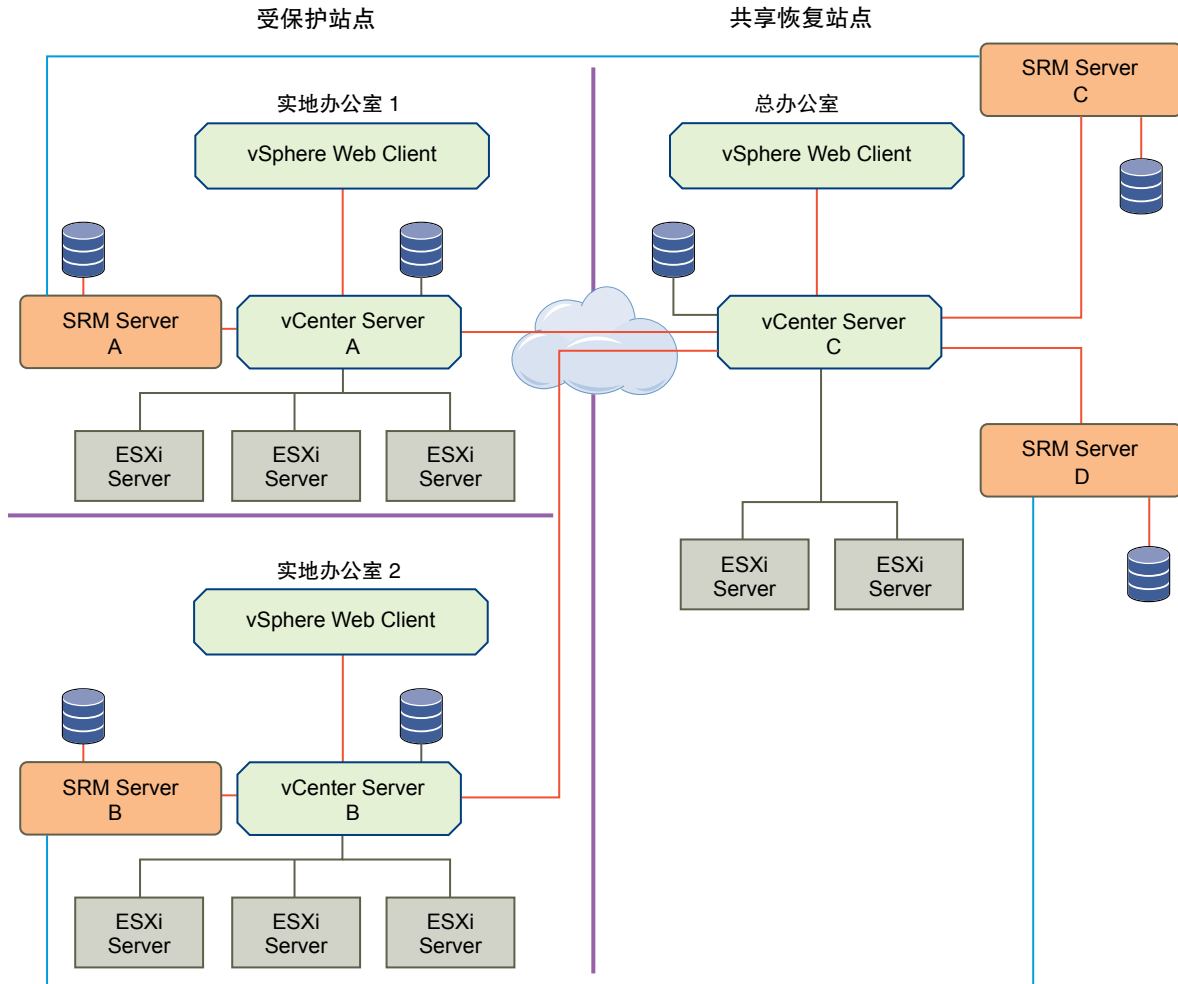 受保护站点
共享恢复站点
SRM Server
C
实地办公室 1
总办公室
vSphere Web Client
vSphere Web Client
SRM Server
A
vCenter Server
A
vCenter Server
C
ESXi
Server
ESXi
Server
ESXi
Server
SRM Server
D
ESXi
Server
ESXi
Server
实地办公室 2
vSphere Web Client
SRM Server
B
vCenter Server
B
ESXi
Server
ESXi
Server
ESXi
Server